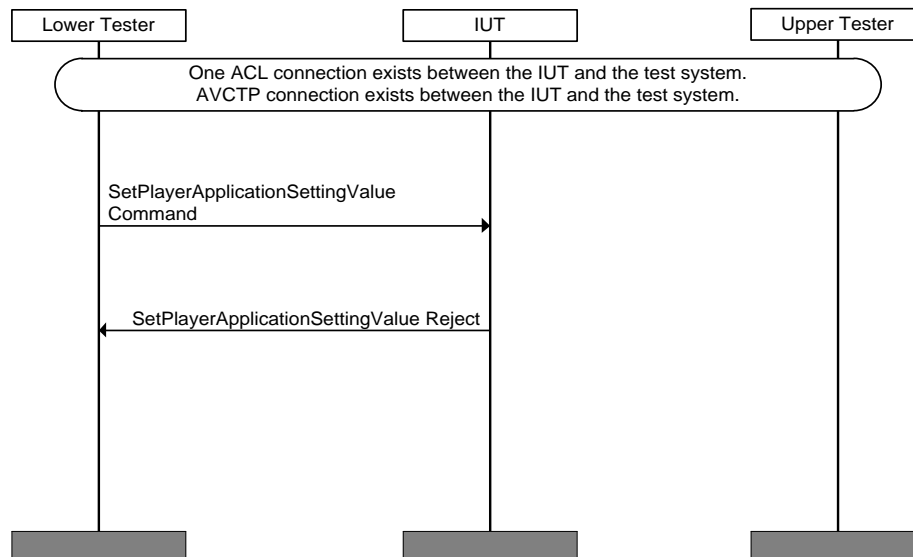 Lower Tester
IUT
Upper Tester
One ACL connection exists between the IUT and the test system.
AVCTP connection exists between the IUT and the test system.
SetPlayerApplicationSettingValue
Command
SetPlayerApplicationSettingValue Reject